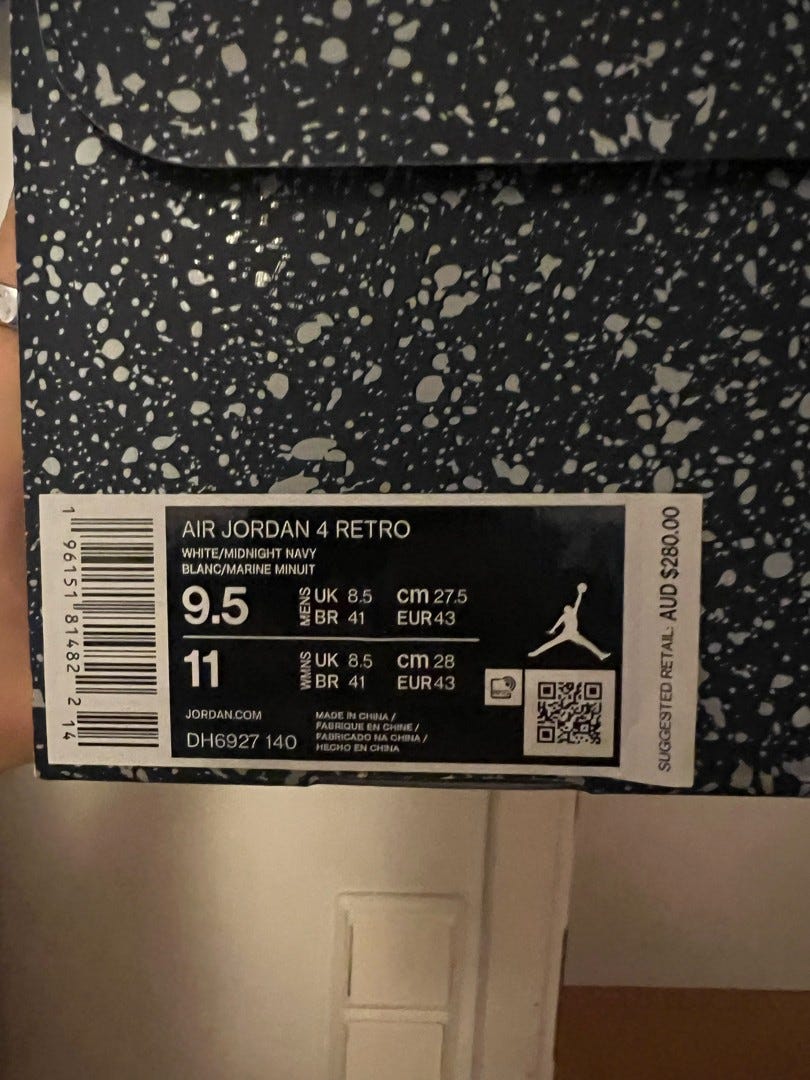 AIR JORDAN 4 RETRO
WHITE/MIDNIGHT NAVY
BLANC/MARINE MINUIT
9.5 MENS UK 8.5 cm 27.5
BR 41 EUR 43
11 WMNS UK 8.5 cm 28
BR 41 EUR 43
JORDAN.COM
DH6927 140
MADE IN CHINA /
FABRIQUE EN CHINE /
FABRICADO NA CHINA /
HECHO EN CHINA
1 96151 81482 2 14
SUGGESTED RETAIL: AUD $280.00